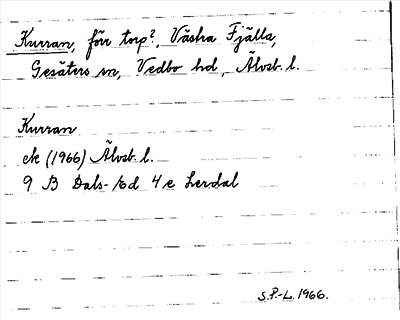 Kurran, förr torp?, Västra Fjälla,
Gesäters sn, Vedbo hd, Älvsb. l.
Kurran
ek (1966) Älvsb. l.
9 B Dals-Ed 4 e Lerdal
S.P.-L. 1966.